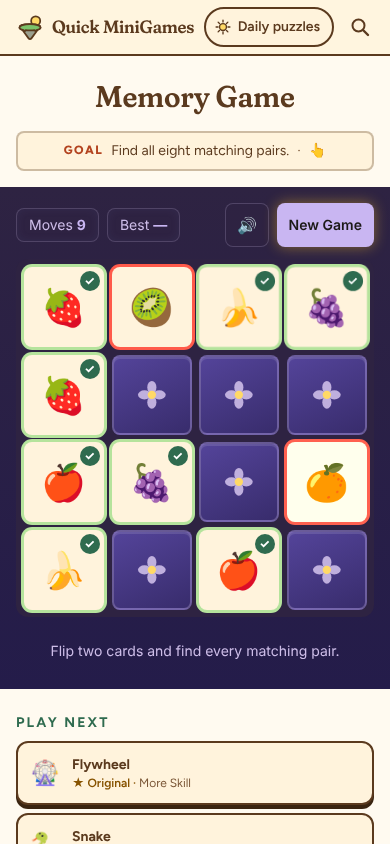 Quick MiniGames
Daily puzzles
Memory Game
GOAL Find all eight matching pairs. ·
Moves 9
Best —
New Game
Flip two cards and find every matching pair.
PLAY NEXT
Flywheel
★ Original · More Skill
Snake